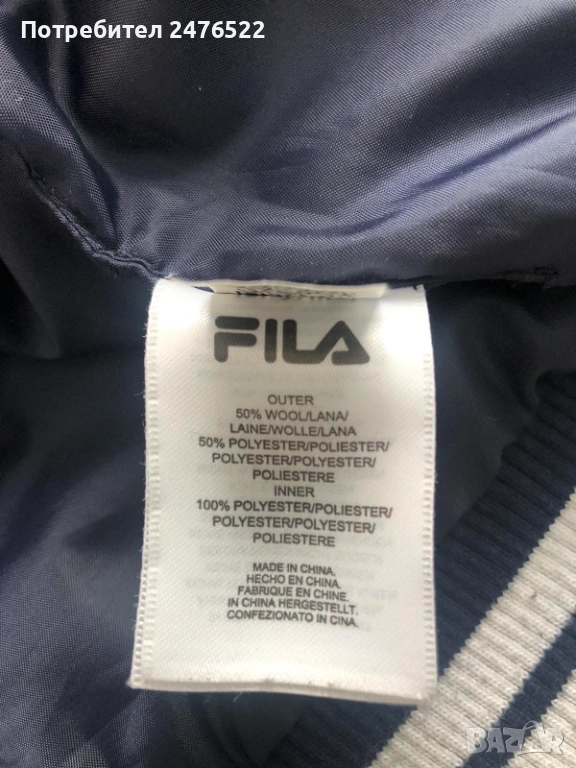 Потребител 2476522
FILA
OUTER
50% WOOL/LANA/
LAINE/WOLLE/LANA
50% POLYESTER/POLIESTER/
POLYESTER/POLYESTER/
POLIESTERE
INNER
100% POLYESTER/POLIESTER/
POLYESTER/POLYESTER/
POLIESTERE
MADE IN CHINA.
HECHO EN CHINA.
FABRIQUE EN CHINE.
IN CHINA HERGESTELLT.
CONFEZIONATO IN CINA.
BAZAR